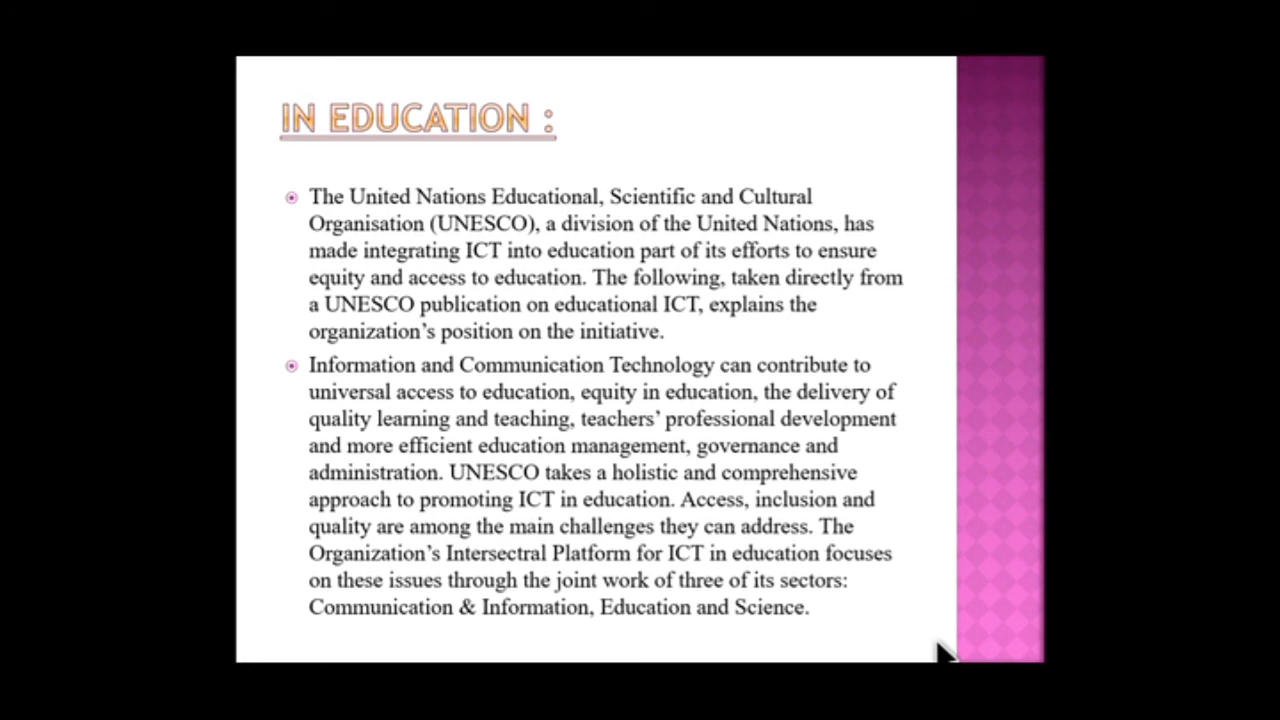 IN EDUCATION :
The United Nations Educational, Scientific and Cultural
Organisation (UNESCO), a division of the United Nations, has
made integrating ICT into education part of its efforts to ensure
equity and access to education. The following, taken directly from
a UNESCO publication on educational ICT, explains the
organization’s position on the initiative.
Information and Communication Technology can contribute to
universal access to education, equity in education, the delivery of
quality learning and teaching, teachers’ professional development
and more efficient education management, governance and
administration. UNESCO takes a holistic and comprehensive
approach to promoting ICT in education. Access, inclusion and
quality are among the main challenges they can address. The
Organization’s Intersectral Platform for ICT in education focuses
on these issues through the joint work of three of its sectors:
Communication & Information, Education and Science.